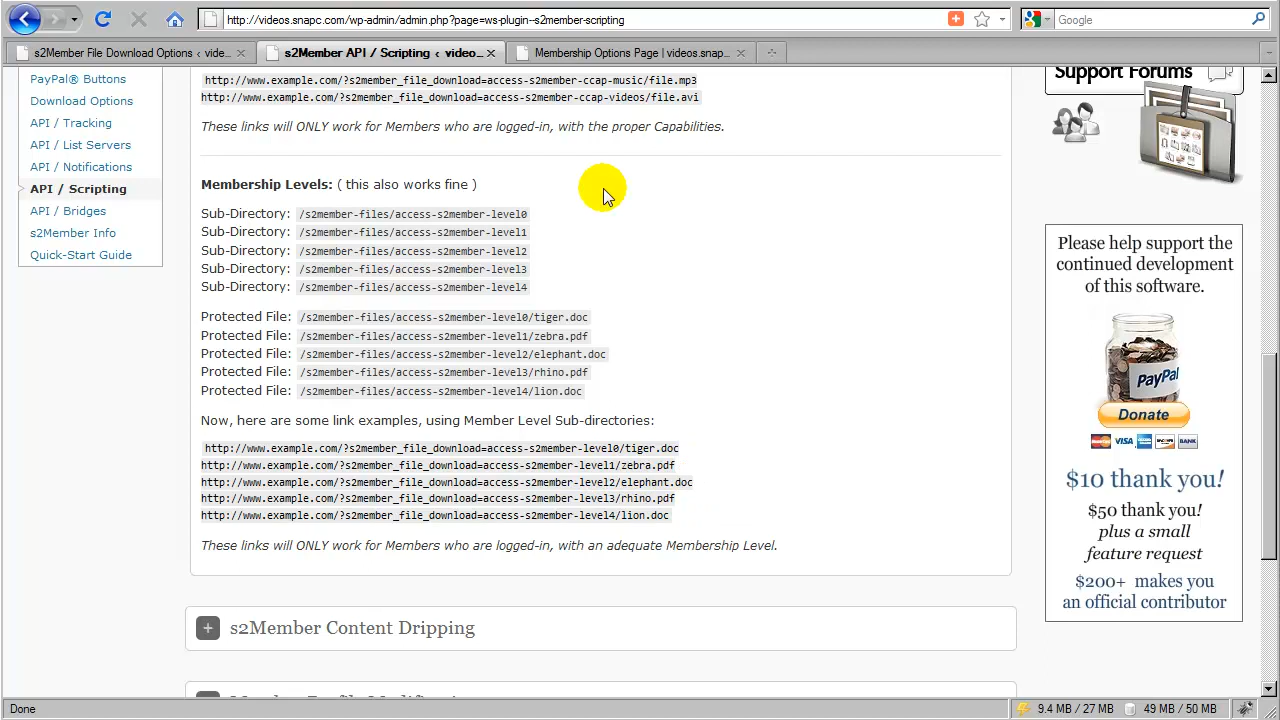 http://videos.snapc.com/wp-admin/admin.php?page=ws-plugin--s2member-scripting
Google
s2Member File Download Options ‹ vide...
s2Member API / Scripting ‹ video...
Membership Options Page | videos.snap...
PayPal® Buttons
Download Options
API / Tracking
API / List Servers
API / Notifications
API / Scripting
API / Bridges
s2Member Info
Quick-Start Guide
http://www.example.com/?s2member_file_download=access-s2member-ccap-music/file.mp3
http://www.example.com/?s2member_file_download=access-s2member-ccap-videos/file.avi
These links will ONLY work for Members who are logged-in, with the proper Capabilities.
Membership Levels: ( this also works fine )
Sub-Directory: /s2member-files/access-s2member-level0
Sub-Directory: /s2member-files/access-s2member-level1
Sub-Directory: /s2member-files/access-s2member-level2
Sub-Directory: /s2member-files/access-s2member-level3
Sub-Directory: /s2member-files/access-s2member-level4
Protected File: /s2member-files/access-s2member-level0/tiger.doc
Protected File: /s2member-files/access-s2member-level1/zebra.pdf
Protected File: /s2member-files/access-s2member-level2/elephant.doc
Protected File: /s2member-files/access-s2member-level3/rhino.pdf
Protected File: /s2member-files/access-s2member-level4/lion.doc
Now, here are some link examples, using Member Level Sub-directories:
http://www.example.com/?s2member_file_download=access-s2member-level0/tiger.doc
http://www.example.com/?s2member_file_download=access-s2member-level1/zebra.pdf
http://www.example.com/?s2member_file_download=access-s2member-level2/elephant.doc
http://www.example.com/?s2member_file_download=access-s2member-level3/rhino.pdf
http://www.example.com/?s2member_file_download=access-s2member-level4/lion.doc
These links will ONLY work for Members who are logged-in, with an adequate Membership Level.
s2Member Content Dripping
Support Forums
Please help support the
continued development
of this software.
PayPal
Donate
VISA
BANK
$10 thank you!
$50 thank you!
plus a small
feature request
$200+ makes you
an official contributor
Done
9.4 MB / 27 MB
49 MB / 50 MB